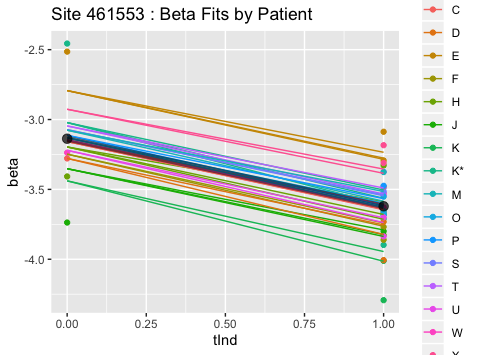 Site 461553 : Beta Fits by Patient
beta
-2.5
-3.0
-3.5
-4.0
0.00 0.25 0.50 0.75 1.00
tInd
C
D
E
F
H
J
K
K*
M
O
P
S
T
U
W